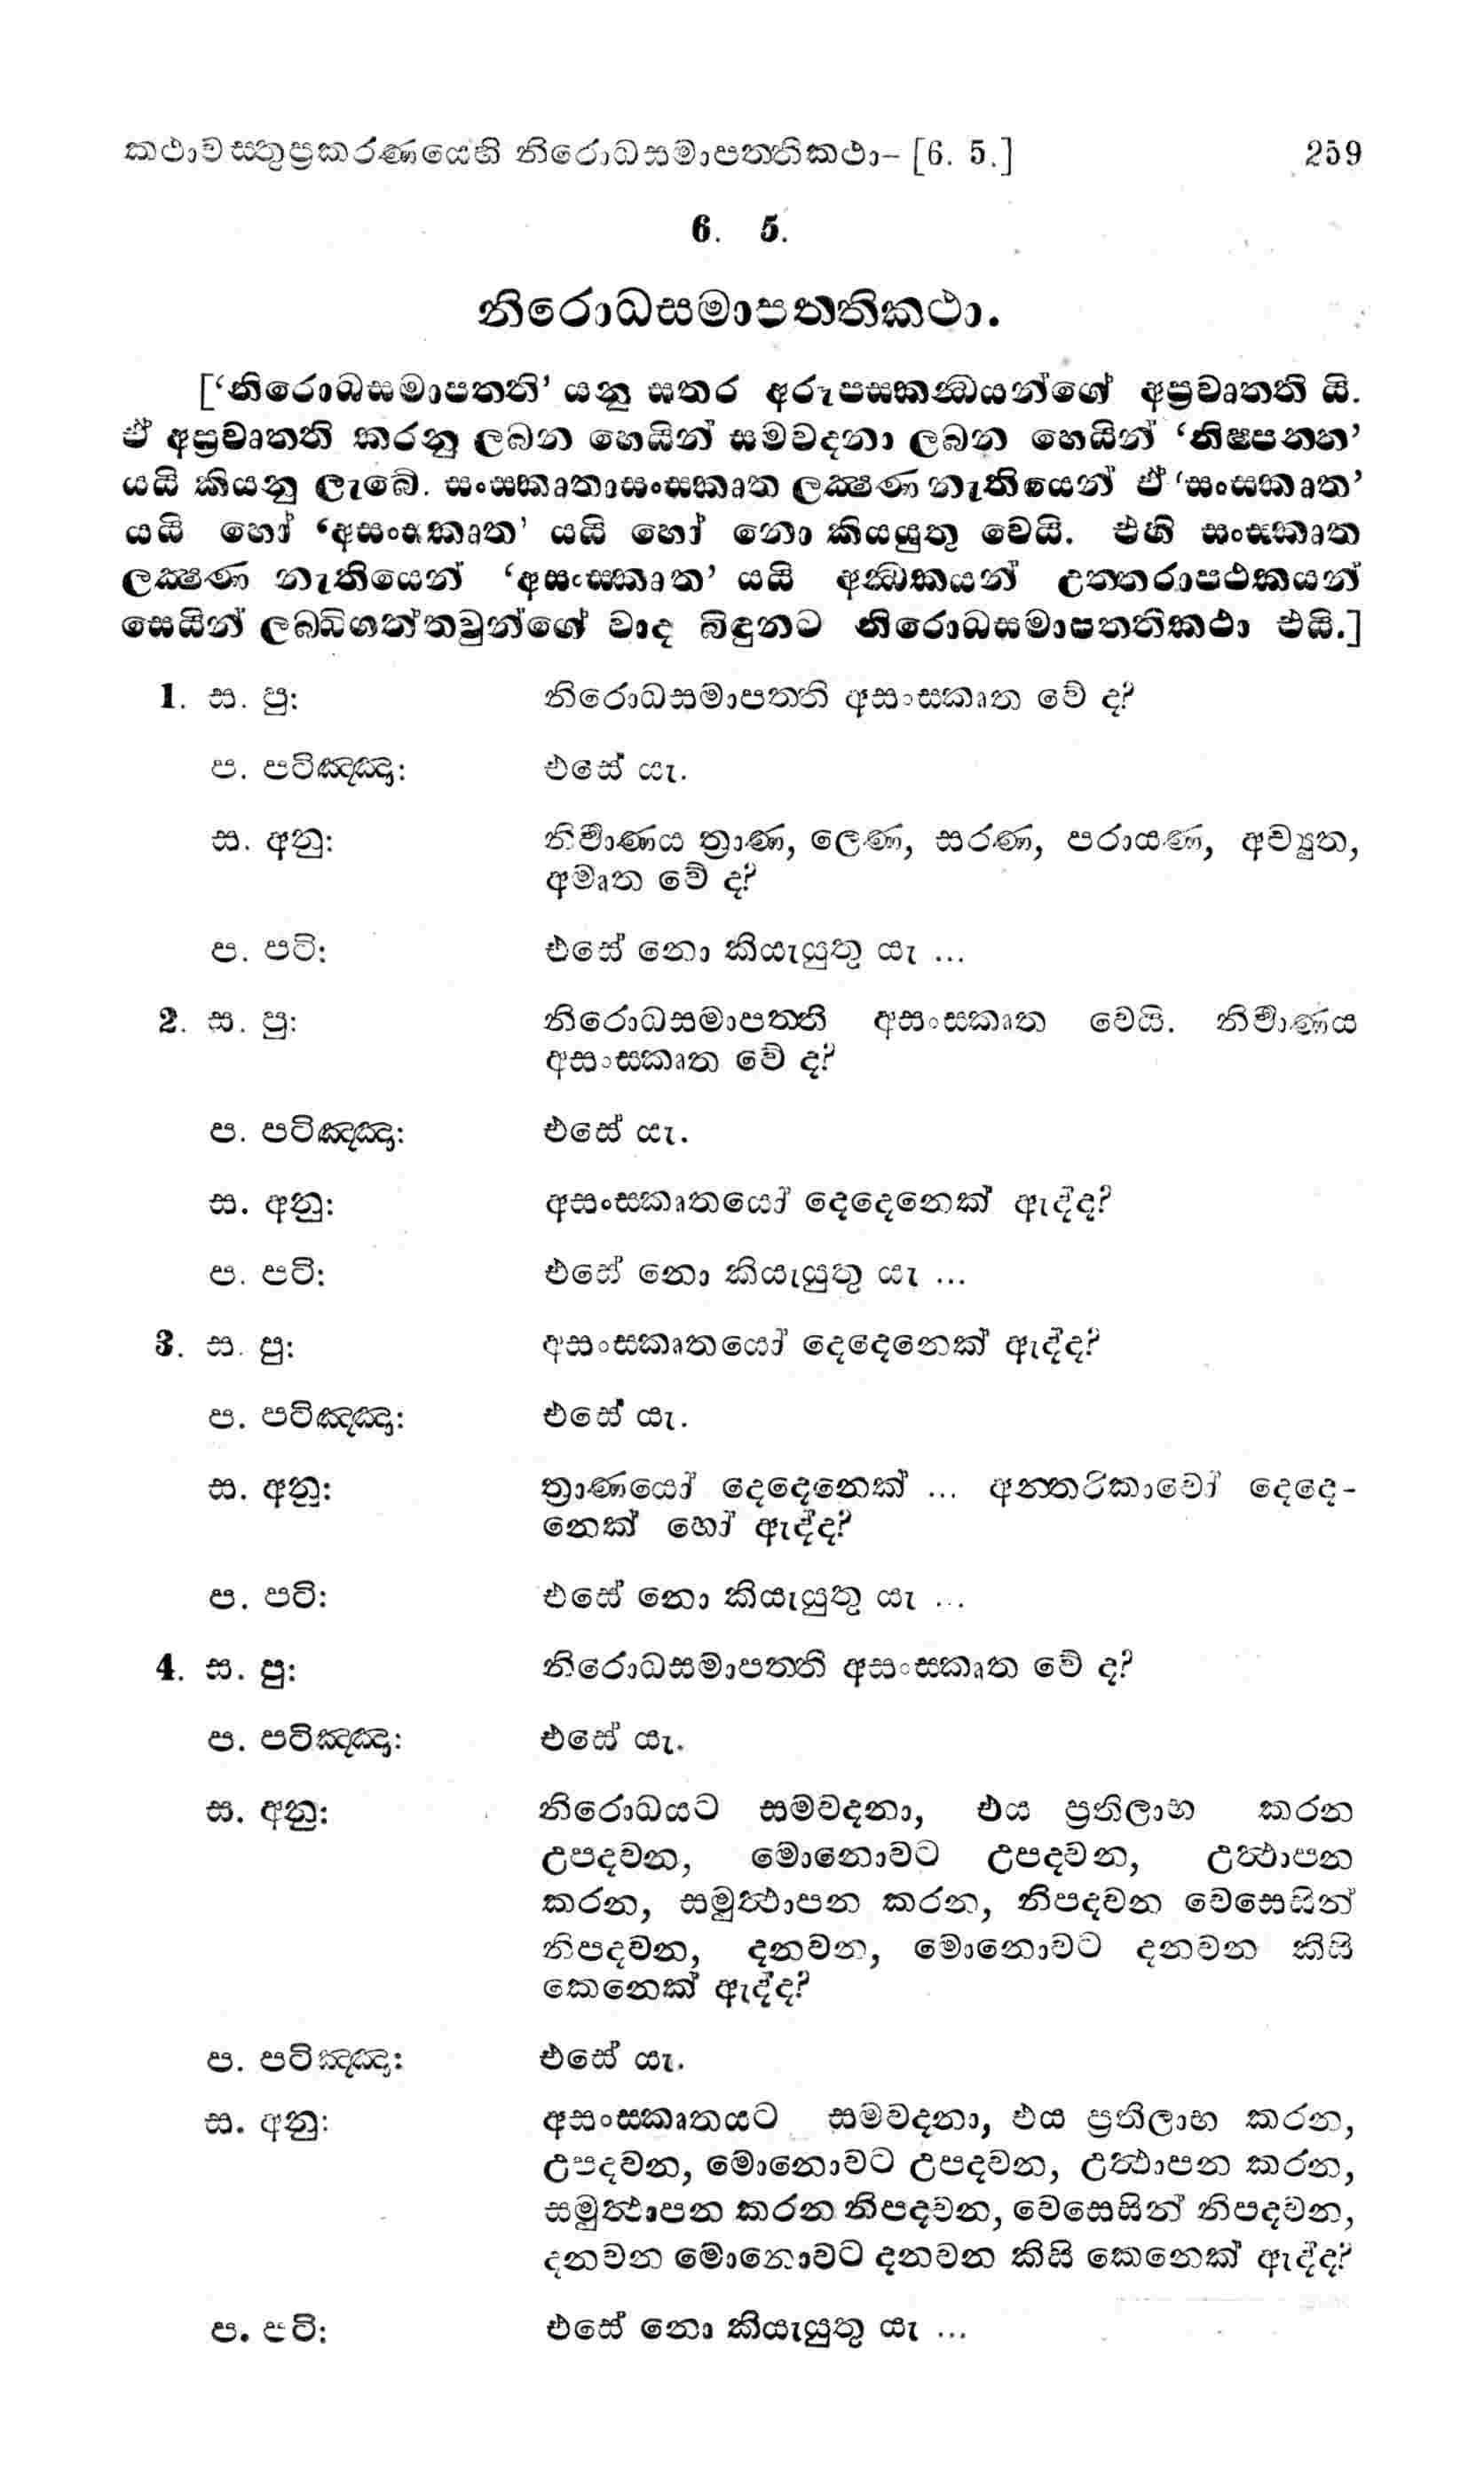 කථාවස්තුප්‍රකරණයෙහි නිරොධසමාපත්තිකථා– [6. 5.] 259
6. 5.
නිරොධසමාපත්තිකථා.
[‘නිරොධසමාපත්ති’ යනු සතර අරූපස්කන්ධයන්ගේ අප්‍රවෘත්ති යි.
ඒ අප්‍රවෘත්ති කරනු ලබන හෙයින් සමවදනා ලබන හෙයින් ‘නිෂ්පන්න’
යයි කියනු ලැබේ. සංස්කෘතාසංස්කෘත ලක්‍ෂණ නැතියෙන් ඒ ‘සංස්කෘත’
යයි හෝ ‘අසංස්කෘත’ යයි හෝ නො කියයුතු වෙයි. එහි සංස්කෘත
ලක්‍ෂණ නැතියෙන් ‘අසංස්කෘත’ යයි අන්ධකයන් උත්තරාපථකයන්
සෙයින් ලබ්ධිගත්තවුන්ගේ වාද බිඳුනට නිරොධසමාපත්තිකථා එයි.]
1. ස. පු: නිරොධසමාපත්ති අසංස්කෘත වේ ද?
ප. පටිඤ්ඤා: එසේ යැ.
ස. අනු: නිර්‍වාණය ත්‍රාණ, ලෙණ, සරණ, පරායණ, අච්‍යුත,
අමෘත වේ ද?
ප. පටි: එසේ නො කියැයුතු යැ ...
2. ස. පු: නිරොධසමාපත්ති අසංස්කෘත වෙයි. නිර්‍වාණය
අසංස්කෘත වේ ද?
ප. පටිඤ්ඤා: එසේ යැ.
ස. අනු: අසංස්කෘතයෝ දෙදෙනෙක් ඇද්ද?
ප. පටි: එසේ නො කියැයුතු යැ ...
3. ස. පු: අසංස්කෘතයෝ දෙදෙනෙක් ඇද්ද?
ප. පටිඤ්ඤා: එසේ යැ.
ස. අනු: ත්‍රාණයෝ දෙදෙනෙක් ... අන්තරිකාවෝ දෙදෙ-
නෙක් හෝ ඇද්ද?
ප. පටි: එසේ නො කියැයුතු යැ ...
4. ස. පු: නිරොධසමාපත්ති අසංස්කෘත වේ ද?
ප. පටිඤ්ඤා: එසේ යැ.
ස. අනු: නිරොධයට සමවදනා, එය ප්‍රතිලාභ කරන
උපදවන, මොනොවට උපදවන, උත්ථාපන
කරන, සමුත්ථාපන කරන, නිපදවන වෙසෙසින්
නිපදවන, දනවන, මොනොවට දනවන කිසි
කෙනෙක් ඇද්ද?
ප. පටිඤ්ඤා: එසේ යැ.
ස. අනු: අසංස්කෘතයට සමවදනා, එය ප්‍රතිලාභ කරන,
උපදවන, මොනොවට උපදවන, උත්ථාපන කරන,
සමුත්ථාපන කරන නිපදවන, වෙසෙසින් නිපදවන,
දනවන මොනොවට දනවන කිසි කෙනෙක් ඇද්ද?
ප. පටි: එසේ නො කියැයුතු යැ ...